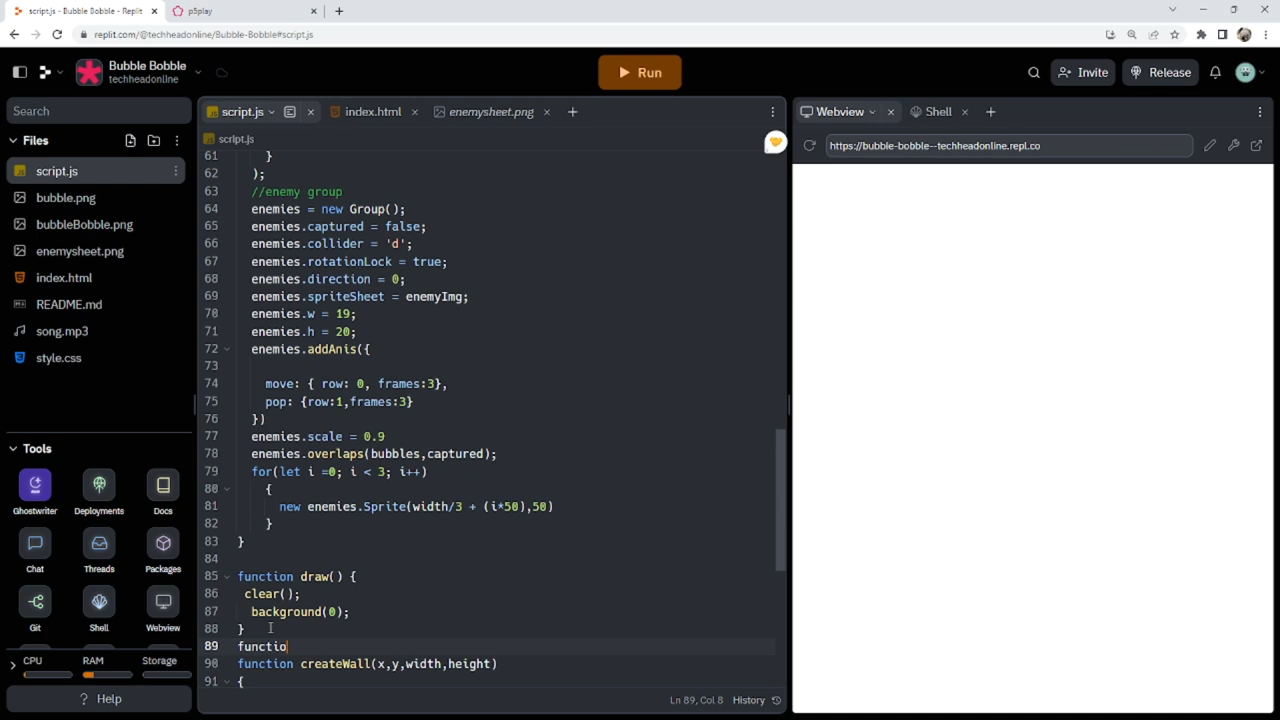 script.js - Bubble Bobble - Replit
p5play
replit.com/@techheadonline/Bubble-Bobble#script.js
Bubble Bobble
techheadonline
Run
Invite
Release
Search
Files
script.js
bubble.png
bubbleBobble.png
enemysheet.png
index.html
README.md
song.mp3
style.css
Tools
Ghostwriter
Deployments
Docs
Chat
Threads
Packages
Git
Shell
Webview
CPU
RAM
Storage
? Help
script.js
index.html
enemysheet.png
script.js
61 }
62 );
63 //enemy group
64 enemies = new Group();
65 enemies.captured = false;
66 enemies.collider = 'd';
67 enemies.rotationLock = true;
68 enemies.direction = 0;
69 enemies.spriteSheet = enemyImg;
70 enemies.w = 19;
71 enemies.h = 20;
72 enemies.addAnis({
73
74 move: { row: 0, frames:3},
75 pop: {row:1,frames:3}
76 })
77 enemies.scale = 0.9
78 enemies.overlaps(bubbles,captured);
79 for(let i =0; i < 3; i++)
80 {
81 new enemies.Sprite(width/3 + (i*50),50)
82 }
83 }
84
85 function draw() {
86 clear();
87 background(0);
88 }
89 functio
90 function createWall(x,y,width,height)
91 {
Ln 89, Col 8 History
Webview
Shell
https://bubble-bobble--techheadonline.repl.co